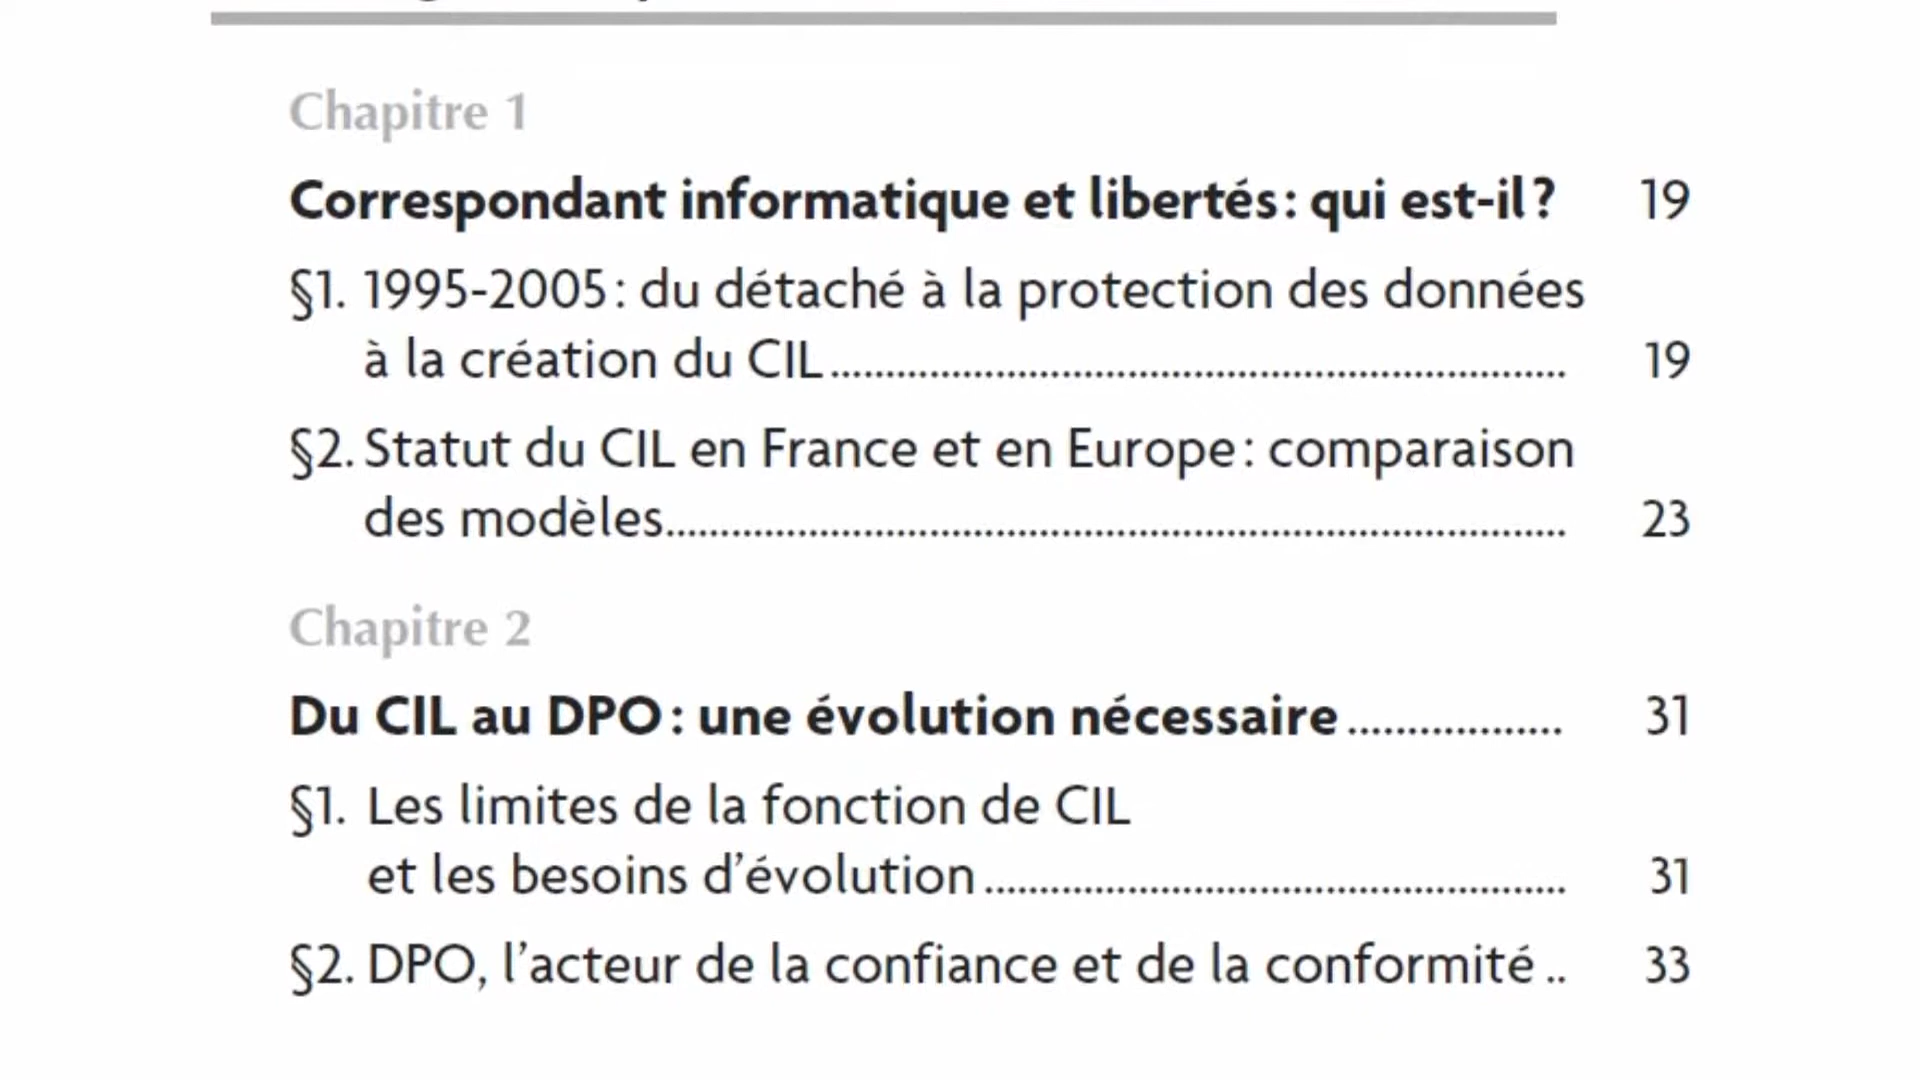 Chapitre 1
Correspondant informatique et libertés : qui est-il ? 19
§1. 1995-2005 : du détaché à la protection des données
à la création du CIL.................................................................................. 19
§2. Statut du CIL en France et en Europe : comparaison
des modèles.................................................................................................... 23
Chapitre 2
Du CIL au DPO : une évolution nécessaire.................. 31
§1. Les limites de la fonction de CIL
et les besoins d’évolution................................................................. 31
§2. DPO, l’acteur de la confiance et de la conformité .. 33